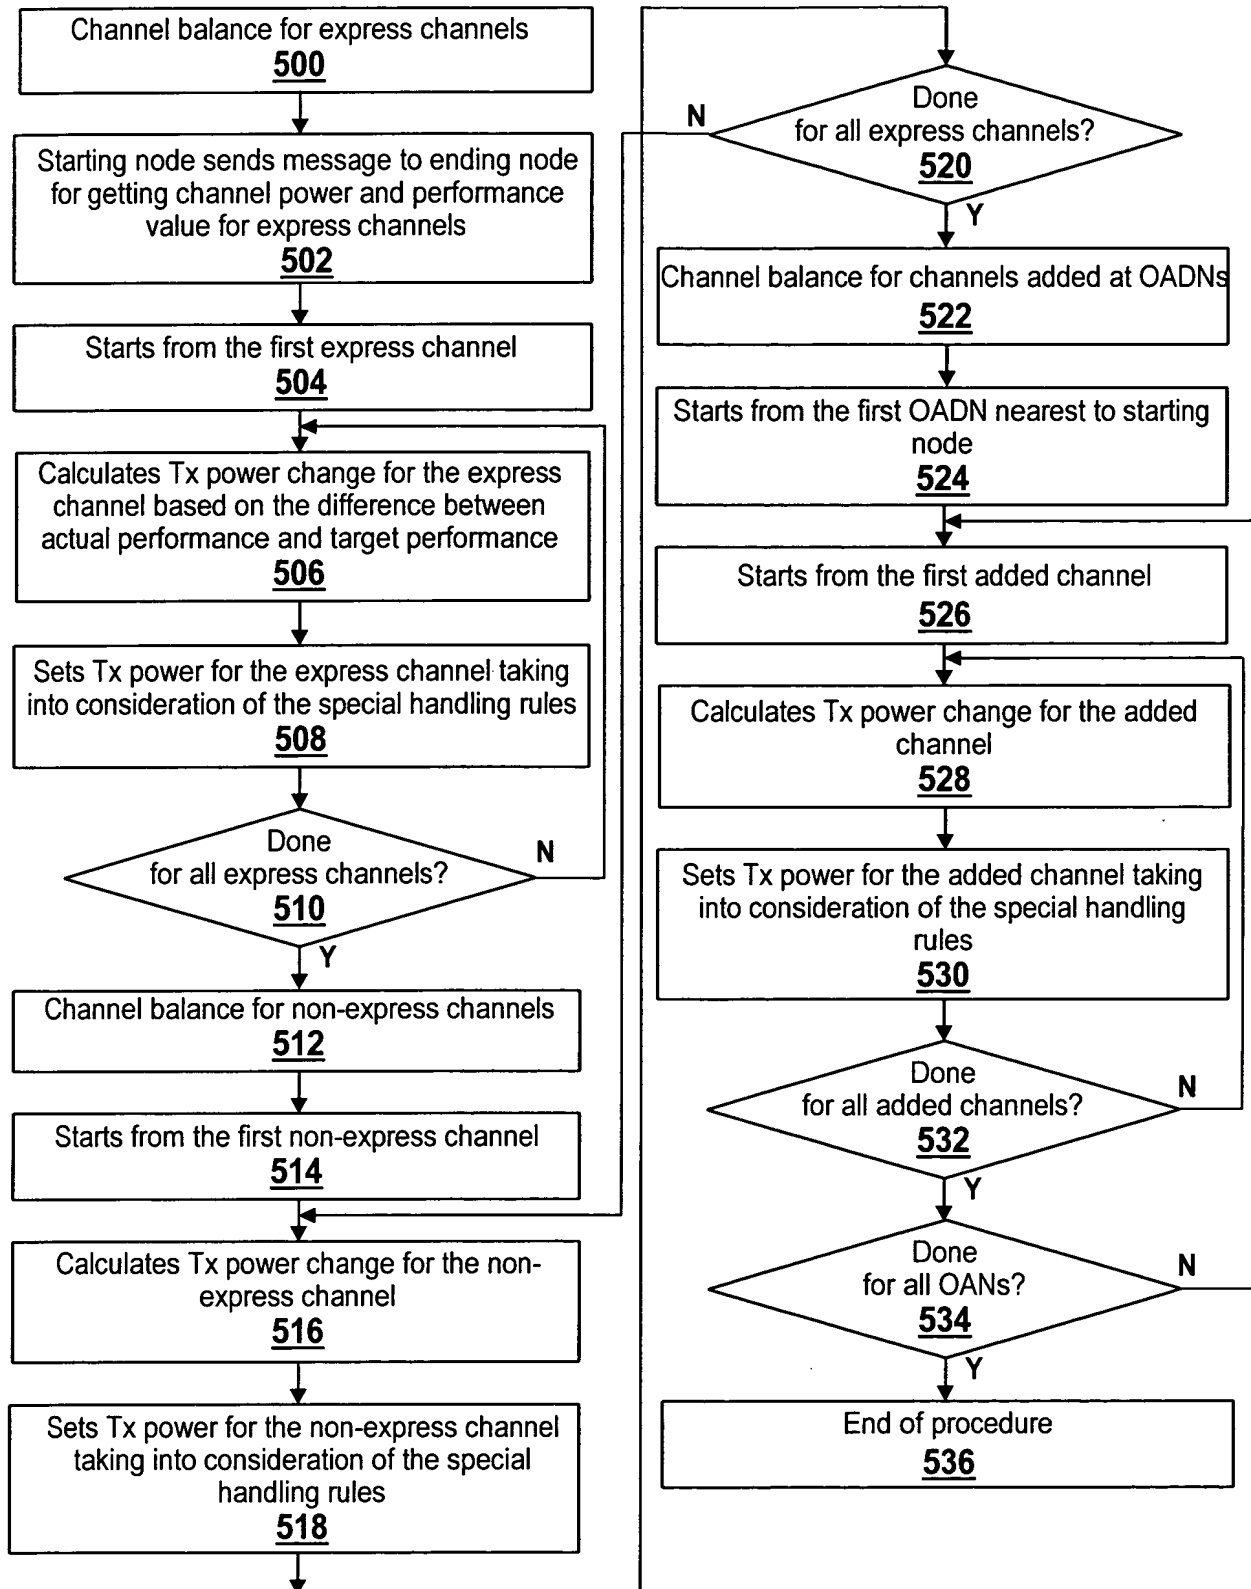 Channel balance for express channels
500
Starting node sends message to ending node
for getting channel power and performance
value for express channels
502
Starts from the first express channel
504
Calculates Tx power change for the express
channel based on the difference between
actual performance and target performance
506
Sets Tx power for the express channel taking
into consideration of the special handling rules
508
Done
for all express channels?
510
N
Y
Channel balance for non-express channels
512
Starts from the first non-express channel
514
Calculates Tx power change for the non-
express channel
516
Sets Tx power for the non-express channel
taking into consideration of the special
handling rules
518
Done
for all express channels?
520
N
Y
Channel balance for channels added at OADNs
522
Starts from the first OADN nearest to starting
node
524
Starts from the first added channel
526
Calculates Tx power change for the added
channel
528
Sets Tx power for the added channel taking
into consideration of the special handling
rules
530
Done
for all added channels?
532
N
Y
Done
for all OANs?
534
N
Y
End of procedure
536